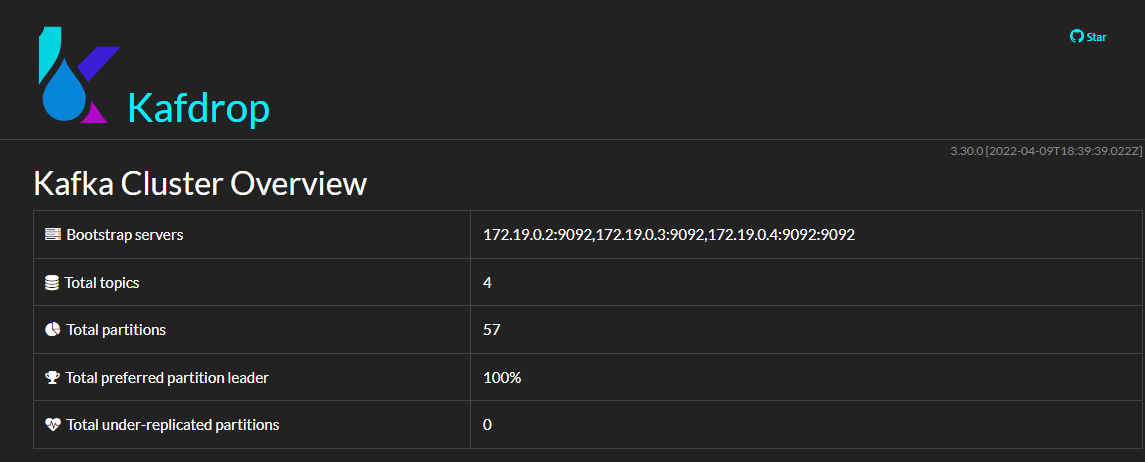 Star
Kafdrop
3.30.0 [2022-04-09T18:39:39.022Z]
Kafka Cluster Overview
Bootstrap servers 172.19.0.2:9092,172.19.0.3:9092,172.19.0.4:9092:9092
Total topics 4
Total partitions 57
Total preferred partition leader 100%
Total under-replicated partitions 0